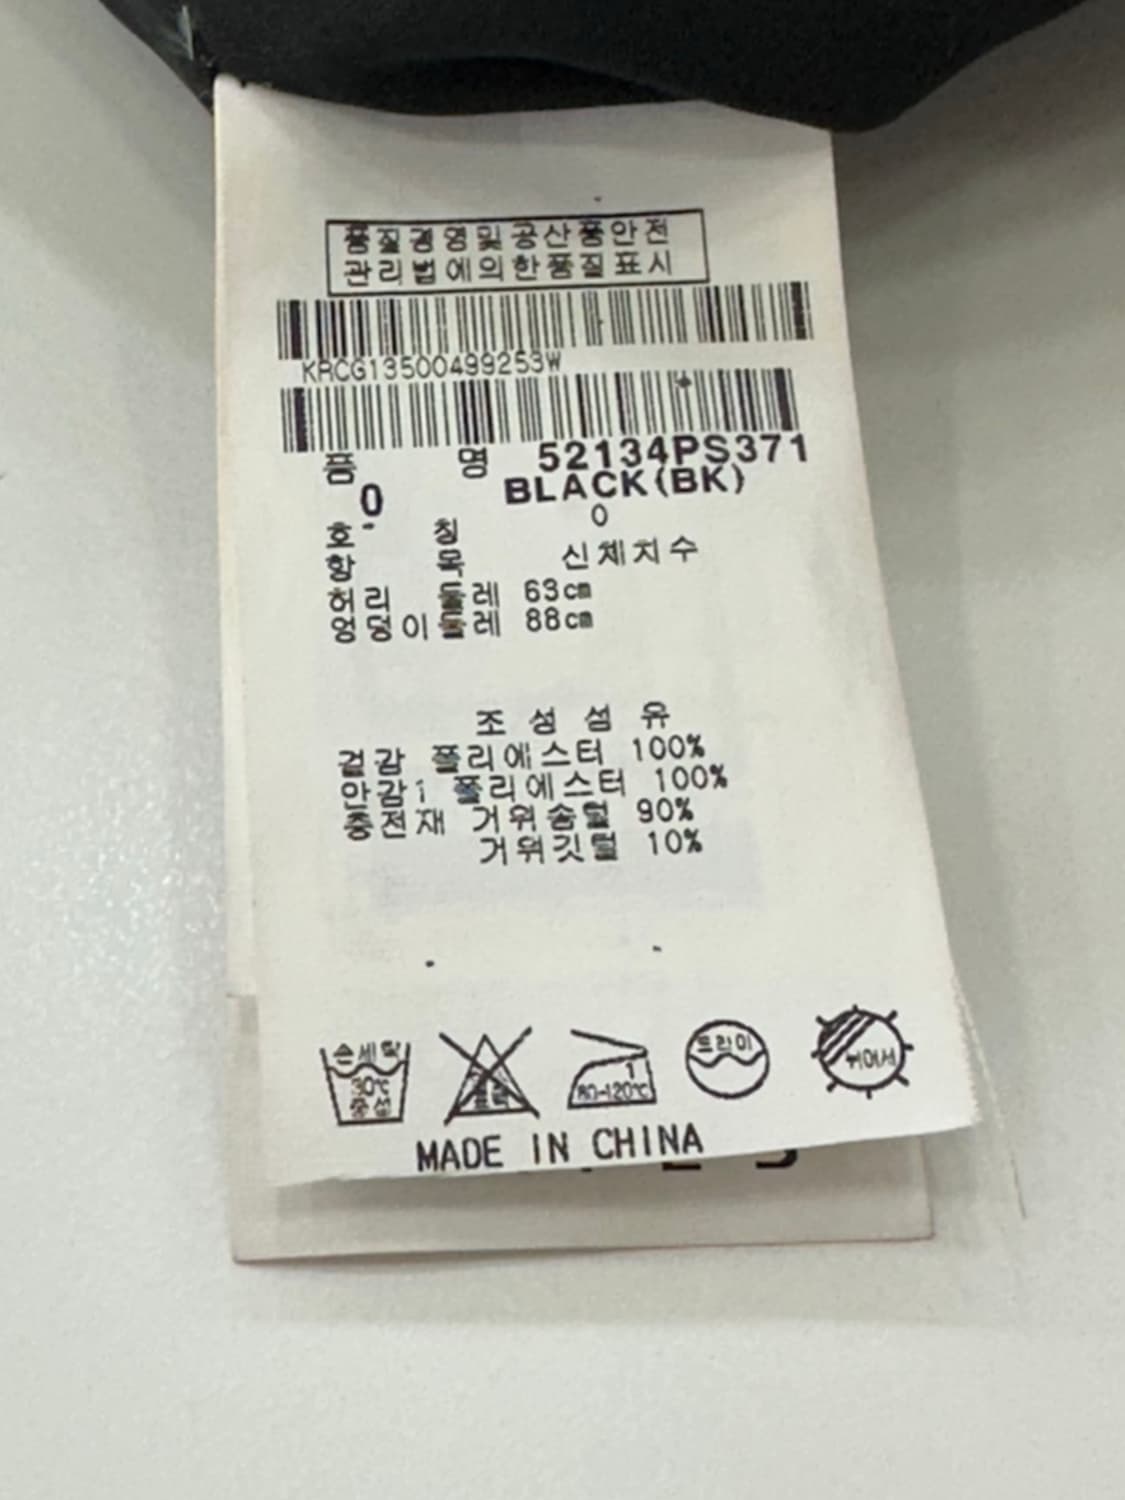 품질경영및공산품안전
관리법에의한품질표시
KRCG13500499253W
품 명 52134PS371
0 BLACK(BK)
호 칭 0
항 목 신체치수
허리 둘레 63cm
엉덩이둘레 88cm
조 성 섬 유
겉감 폴리에스터 100%
안감1 폴리에스터 100%
충전재 거위솜털 90%
거위깃털 10%
손세탁
30℃
중성
1
80-120℃
드라이
뉘어서
MADE IN CHINA